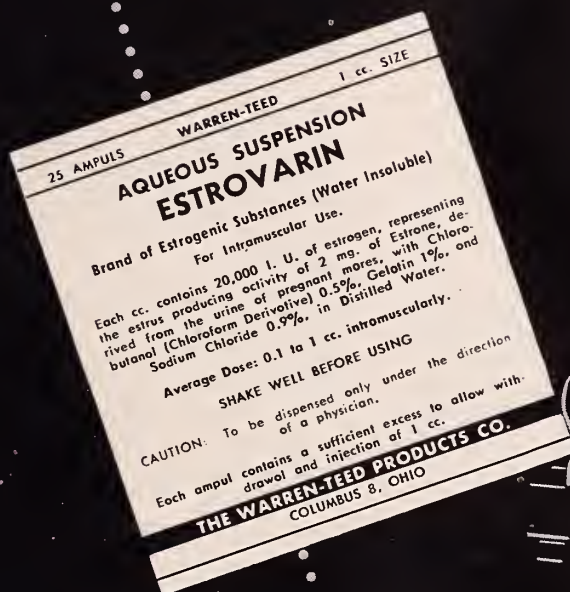 25 AMPULS WARREN-TEED 1 cc. SIZE
AQUEOUS SUSPENSION
ESTROVARIN
Brand of Estrogenic Substances (Water Insoluble)
For Intramuscular Use.
Each cc. contains 20,000 I. U. of estrogen, representing
the estrus producing activity of 2 mg. of Estrone, de-
rived from the urine of pregnant mares, with Chloro-
butanol (Chloroform Derivative) 0.5%, Gelatin 1%, and
Sodium Chloride 0.9%, in Distilled Water.
Average Dose: 0.1 to 1 cc. intramuscularly.
SHAKE WELL BEFORE USING
CAUTION: To be dispensed only under the direction
of a physician.
Each ampul contains a sufficient excess to allow with-
drawal and injection of 1 cc.
THE WARREN-TEED PRODUCTS CO.
COLUMBUS 8, OHIO